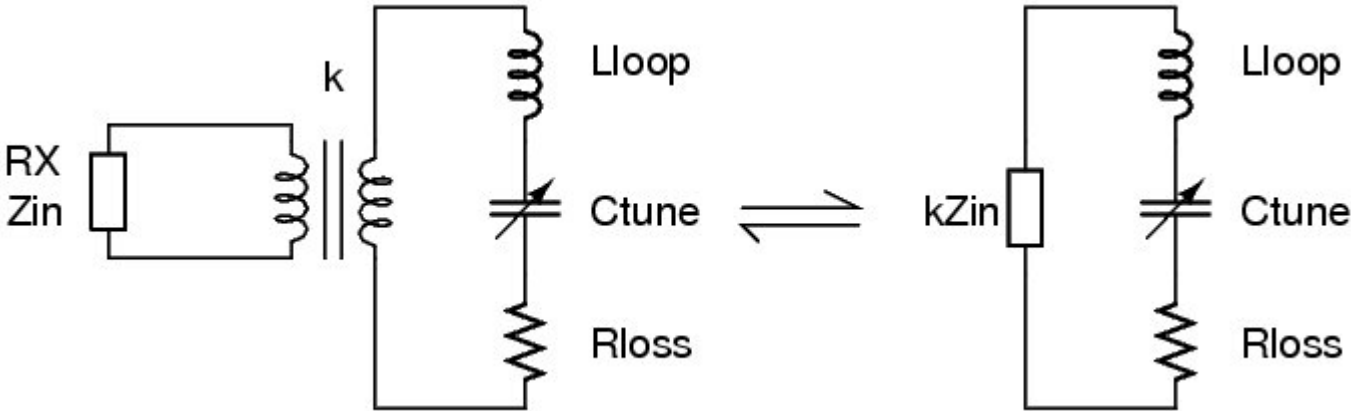 k
Lloop
RX
Zin
Ctune
Rloss
kZin
Lloop
Ctune
Rloss